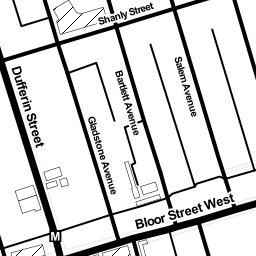 Shanly Street
Dufferin Street
Bartlett Avenue
Salem Avenue
Gladstone Avenue
Bloor Street West
M